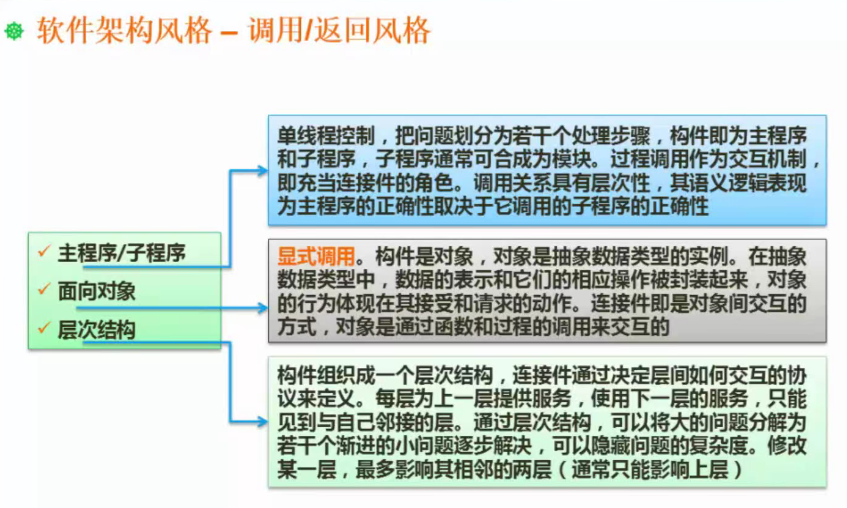 软件架构风格 – 调用/返回风格
单线程控制，把问题划分为若干个处理步骤，构件即为主程序
和子程序，子程序通常可合成为模块。过程调用作为交互机制，
即充当连接件的角色。调用关系具有层次性，其语义逻辑表现
为主程序的正确性取决于它调用的子程序的正确性
✓ 主程序/子程序
✓ 面向对象
✓ 层次结构
显式调用。构件是对象，对象是抽象数据类型的实例。在抽象
数据类型中，数据的表示和它们的相应操作被封装起来，对象
的行为体现在其接受和请求的动作。连接件即是对象间交互的
方式，对象是通过函数和过程的调用来交互的
构件组织成一个层次结构，连接件通过决定层间如何交互的协
议来定义。每层为上一层提供服务，使用下一层的服务，只能
见到与自己邻接的层。通过层次结构，可以将大的问题分解为
若干个渐进的小问题逐步解决，可以隐藏问题的复杂度。修改
某一层，最多影响其相邻的两层（通常只能影响上层）